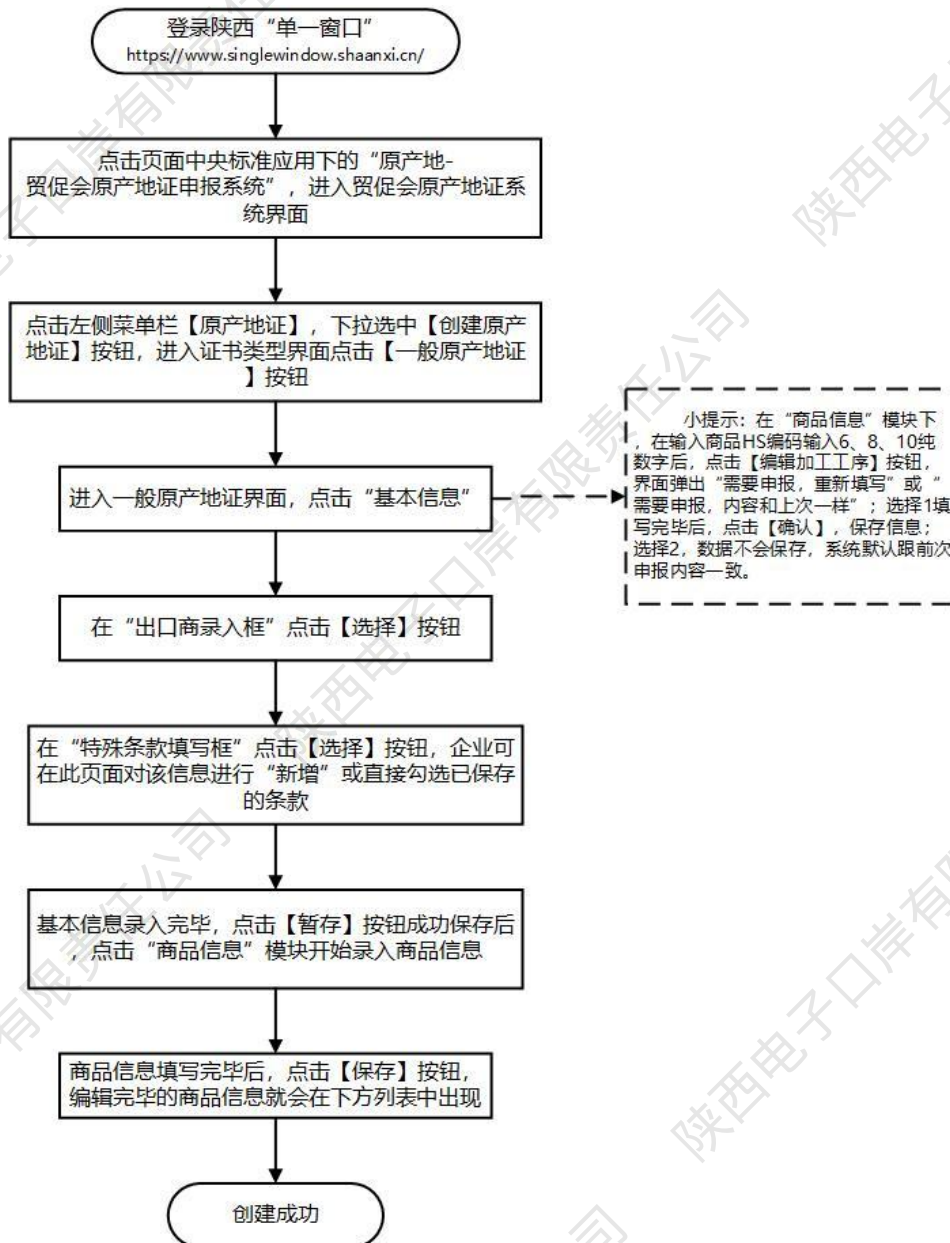 登录陕西“单一窗口”
https://www.singlewindow.shaanxi.cn/
点击页面中央标准应用下的“原产地-
贸促会原产地证申报系统”，进入贸促会原产地证系
统界面
点击左侧菜单栏【原产地证】，下拉选中【创建原产
地证】按钮，进入证书类型界面点击【一般原产地证
】按钮
进入一般原产地证界面，点击“基本信息”
小提示：在“商品信息”模块下
，在输入商品HS编码输入6、8、10纯
数字后，点击【编辑加工工序】按钮，
界面弹出“需要申报，重新填写”或“
需要申报，内容和上次一样”；选择1填
写完毕后，点击【确认】，保存信息；
选择2，数据不会保存，系统默认跟前次
申报内容一致。
在“出口商录入框”点击【选择】按钮
在“特殊条款填写框”点击【选择】按钮，企业可
在此页面对该信息进行“新增”或直接勾选已保存
的条款
基本信息录入完毕，点击【暂存】按钮成功保存后
，点击“商品信息”模块开始录入商品信息
商品信息填写完毕后，点击【保存】按钮，
编辑完毕的商品信息就会在下方列表中出现
创建成功
陕西电子口岸有限责任公司